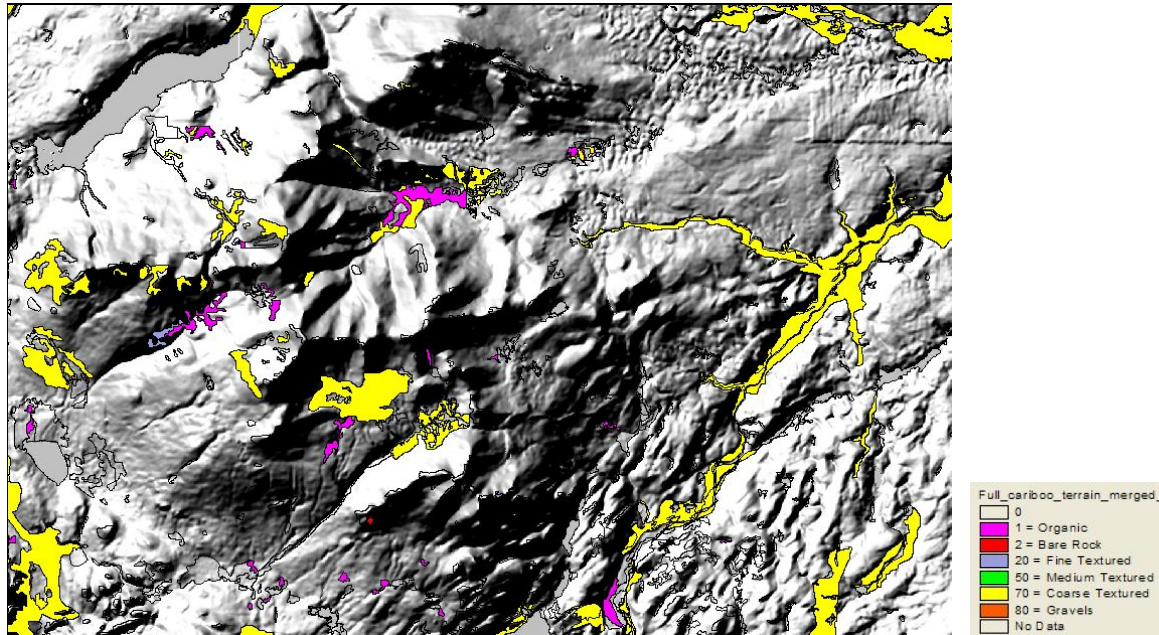 Full_cariboo_terrain_merged_
0
1 = Organic
2 = Bare Rock
20 = Fine Textured
50 = Medium Textured
70 = Coarse Textured
80 = Gravels
No Data